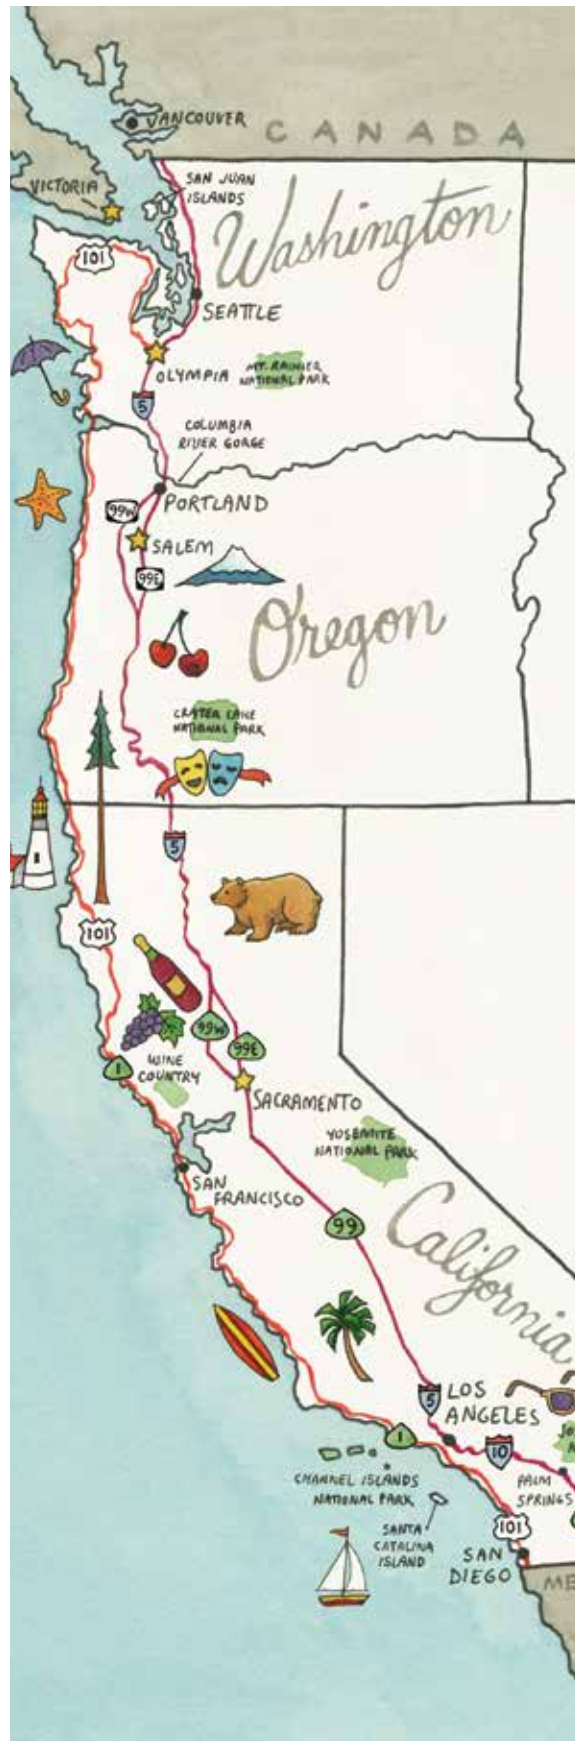 VANCOUVER
CANADA
VICTORIA
SAN JUAN
ISLANDS
Washington
101
SEATTLE
OLYMPIA
MT. RAINIER
NATIONAL PARK
5
COLUMBIA
RIVER GORGE
99W
PORTLAND
SALEM
99E
Oregon
CRATER LAKE
NATIONAL PARK
5
101
99W
99E
1
WINE
COUNTRY
SACRAMENTO
YOSEMITE
NATIONAL PARK
SAN
FRANCISCO
99
California
5
LOS
ANGELES
1
10
JO
CHANNEL ISLANDS
NATIONAL PARK
PALM
SPRINGS
SANTA
CATALINA
ISLAND
101
SAN
DIEGO
ME